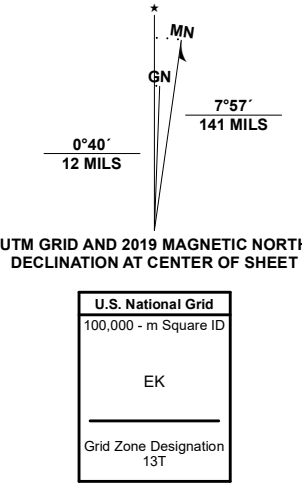 ★
MN
GN
7°57´
141 MILS
0°40´
12 MILS
UTM GRID AND 2019 MAGNETIC NORTH
DECLINATION AT CENTER OF SHEET
U.S. National Grid
100,000 - m Square ID
EK
Grid Zone Designation
13T